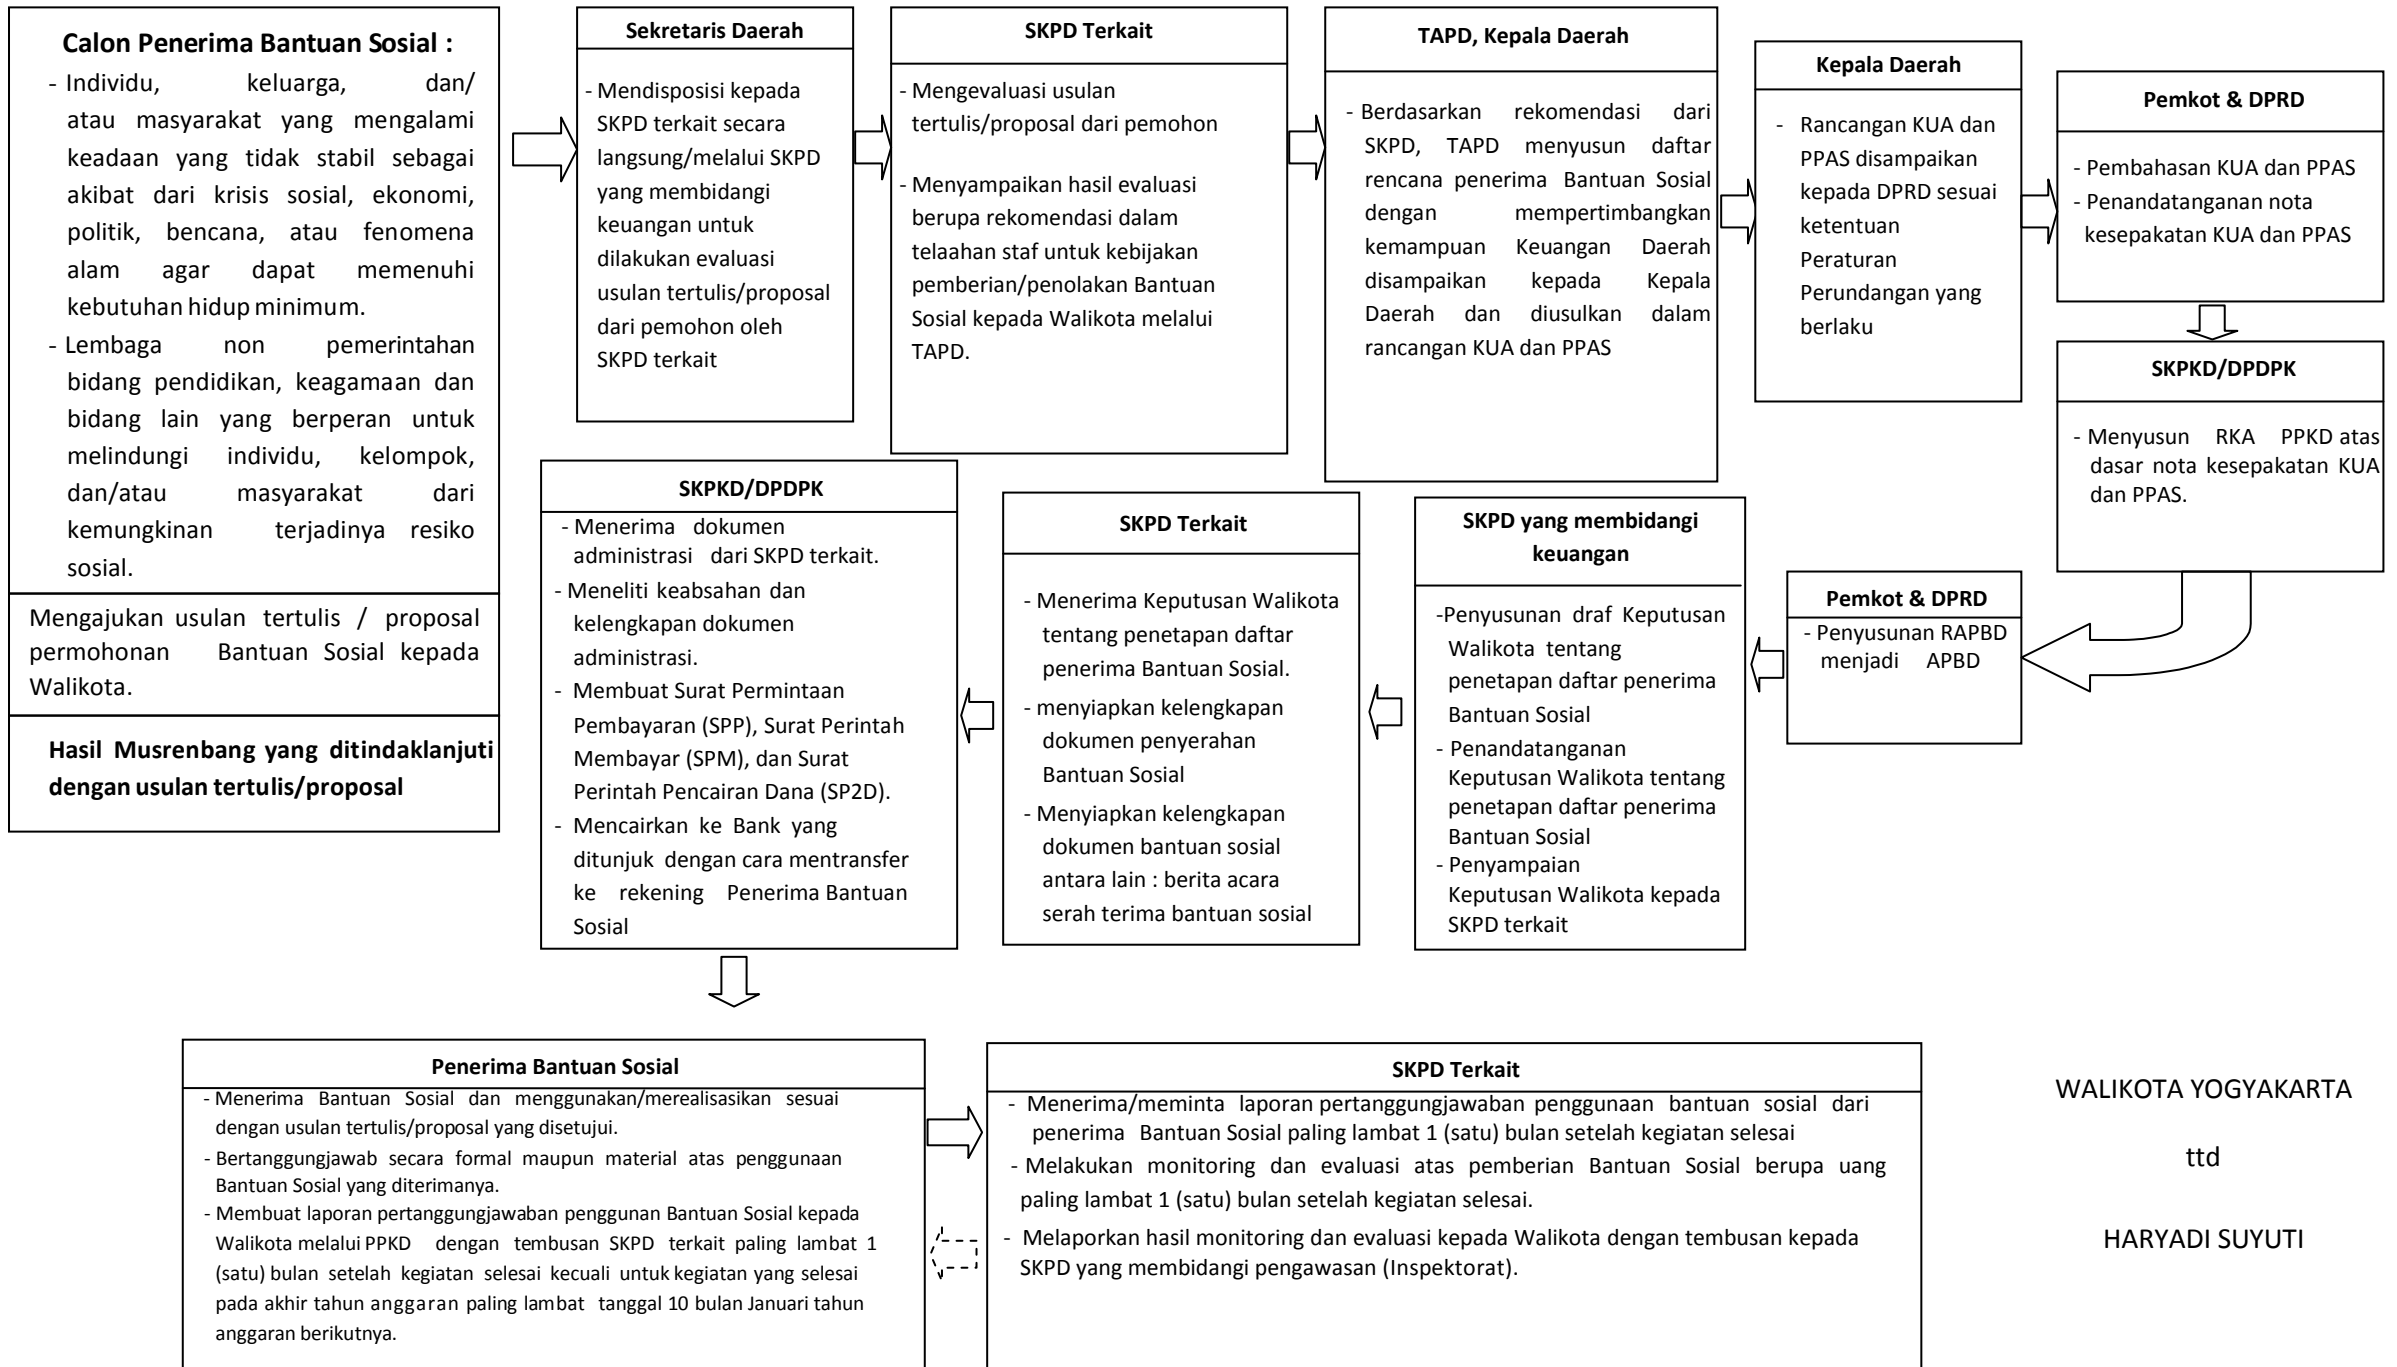 Calon Penerima Bantuan Sosial :
- Individu, keluarga, dan/
atau masyarakat yang mengalami
keadaan yang tidak stabil sebagai
akibat dari krisis sosial, ekonomi,
politik, bencana, atau fenomena
alam agar dapat memenuhi
kebutuhan hidup minimum.
- Lembaga non pemerintahan
bidang pendidikan, keagamaan dan
bidang lain yang berperan untuk
melindungi individu, kelompok,
dan/atau masyarakat dari
kemungkinan terjadinya resiko
sosial.
Mengajukan usulan tertulis / proposal
permohonan Bantuan Sosial kepada
Walikota.
Hasil Musrenbang yang ditindaklanjuti
dengan usulan tertulis/proposal
Sekretaris Daerah
- Mendisposisi kepada
SKPD terkait secara
langsung/melalui SKPD
yang membidangi
keuangan untuk
dilakukan evaluasi
usulan tertulis/proposal
dari pemohon oleh
SKPD terkait
SKPD Terkait
- Mengevaluasi usulan
tertulis/proposal dari pemohon
- Menyampaikan hasil evaluasi
berupa rekomendasi dalam
telaahan staf untuk kebijakan
pemberian/penolakan Bantuan
Sosial kepada Walikota melalui
TAPD.
TAPD, Kepala Daerah
- Berdasarkan rekomendasi dari
SKPD, TAPD menyusun daftar
rencana penerima Bantuan Sosial
dengan mempertimbangkan
kemampuan Keuangan Daerah
disampaikan kepada Kepala
Daerah dan diusulkan dalam
rancangan KUA dan PPAS
Kepala Daerah
- Rancangan KUA dan
PPAS disampaikan
kepada DPRD sesuai
ketentuan
Peraturan
Perundangan yang
berlaku
Pemkot & DPRD
- Pembahasan KUA dan PPAS
- Penandatanganan nota
kesepakatan KUA dan PPAS
SKPKD/DPDPK
- Menyusun RKA PPKD atas
dasar nota kesepakatan KUA
dan PPAS.
Pemkot & DPRD
- Penyusunan RAPBD
menjadi APBD
SKPD yang membidangi
keuangan
-Penyusunan draf Keputusan
Walikota tentang
penetapan daftar penerima
Bantuan Sosial
- Penandatanganan
Keputusan Walikota tentang
penetapan daftar penerima
Bantuan Sosial
- Penyampaian
Keputusan Walikota kepada
SKPD terkait
SKPD Terkait
- Menerima Keputusan Walikota
tentang penetapan daftar
penerima Bantuan Sosial.
- menyiapkan kelengkapan
dokumen penyerahan
Bantuan Sosial
- Menyiapkan kelengkapan
dokumen bantuan sosial
antara lain : berita acara
serah terima bantuan sosial
SKPKD/DPDPK
- Menerima dokumen
administrasi dari SKPD terkait.
- Meneliti keabsahan dan
kelengkapan dokumen
administrasi.
- Membuat Surat Permintaan
Pembayaran (SPP), Surat Perintah
Membayar (SPM), dan Surat
Perintah Pencairan Dana (SP2D).
- Mencairkan ke Bank yang
ditunjuk dengan cara mentransfer
ke rekening Penerima Bantuan
Sosial
Penerima Bantuan Sosial
- Menerima Bantuan Sosial dan menggunakan/merealisasikan sesuai
dengan usulan tertulis/proposal yang disetujui.
- Bertanggungjawab secara formal maupun material atas penggunaan
Bantuan Sosial yang diterimanya.
- Membuat laporan pertanggungjawaban penggunan Bantuan Sosial kepada
Walikota melalui PPKD dengan tembusan SKPD terkait paling lambat 1
(satu) bulan setelah kegiatan selesai kecuali untuk kegiatan yang selesai
pada akhir tahun anggaran paling lambat tanggal 10 bulan Januari tahun
anggaran berikutnya.
SKPD Terkait
- Menerima/meminta laporan pertanggungjawaban penggunaan bantuan sosial dari
penerima Bantuan Sosial paling lambat 1 (satu) bulan setelah kegiatan selesai
- Melakukan monitoring dan evaluasi atas pemberian Bantuan Sosial berupa uang
paling lambat 1 (satu) bulan setelah kegiatan selesai.
- Melaporkan hasil monitoring dan evaluasi kepada Walikota dengan tembusan kepada
SKPD yang membidangi pengawasan (Inspektorat).
WALIKOTA YOGYAKARTA
ttd
HARYADI SUYUTI